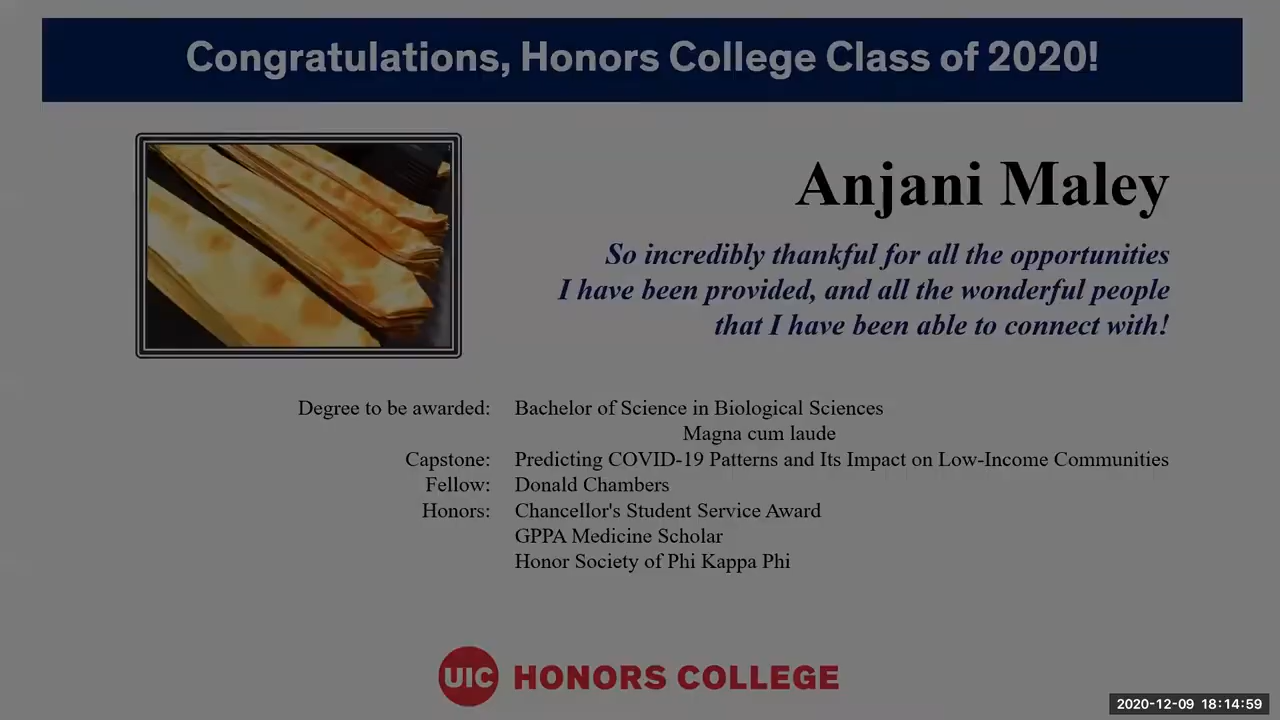 Congratulations, Honors College Class of 2020!
Anjani Maley
So incredibly thankful for all the opportunities
I have been provided, and all the wonderful people
that I have been able to connect with!
Degree to be awarded: Bachelor of Science in Biological Sciences
Magna cum laude
Capstone: Predicting COVID-19 Patterns and Its Impact on Low-Income Communities
Fellow: Donald Chambers
Honors: Chancellor's Student Service Award
GPPA Medicine Scholar
Honor Society of Phi Kappa Phi
UIC HONORS COLLEGE
2020-12-09 18:14:59